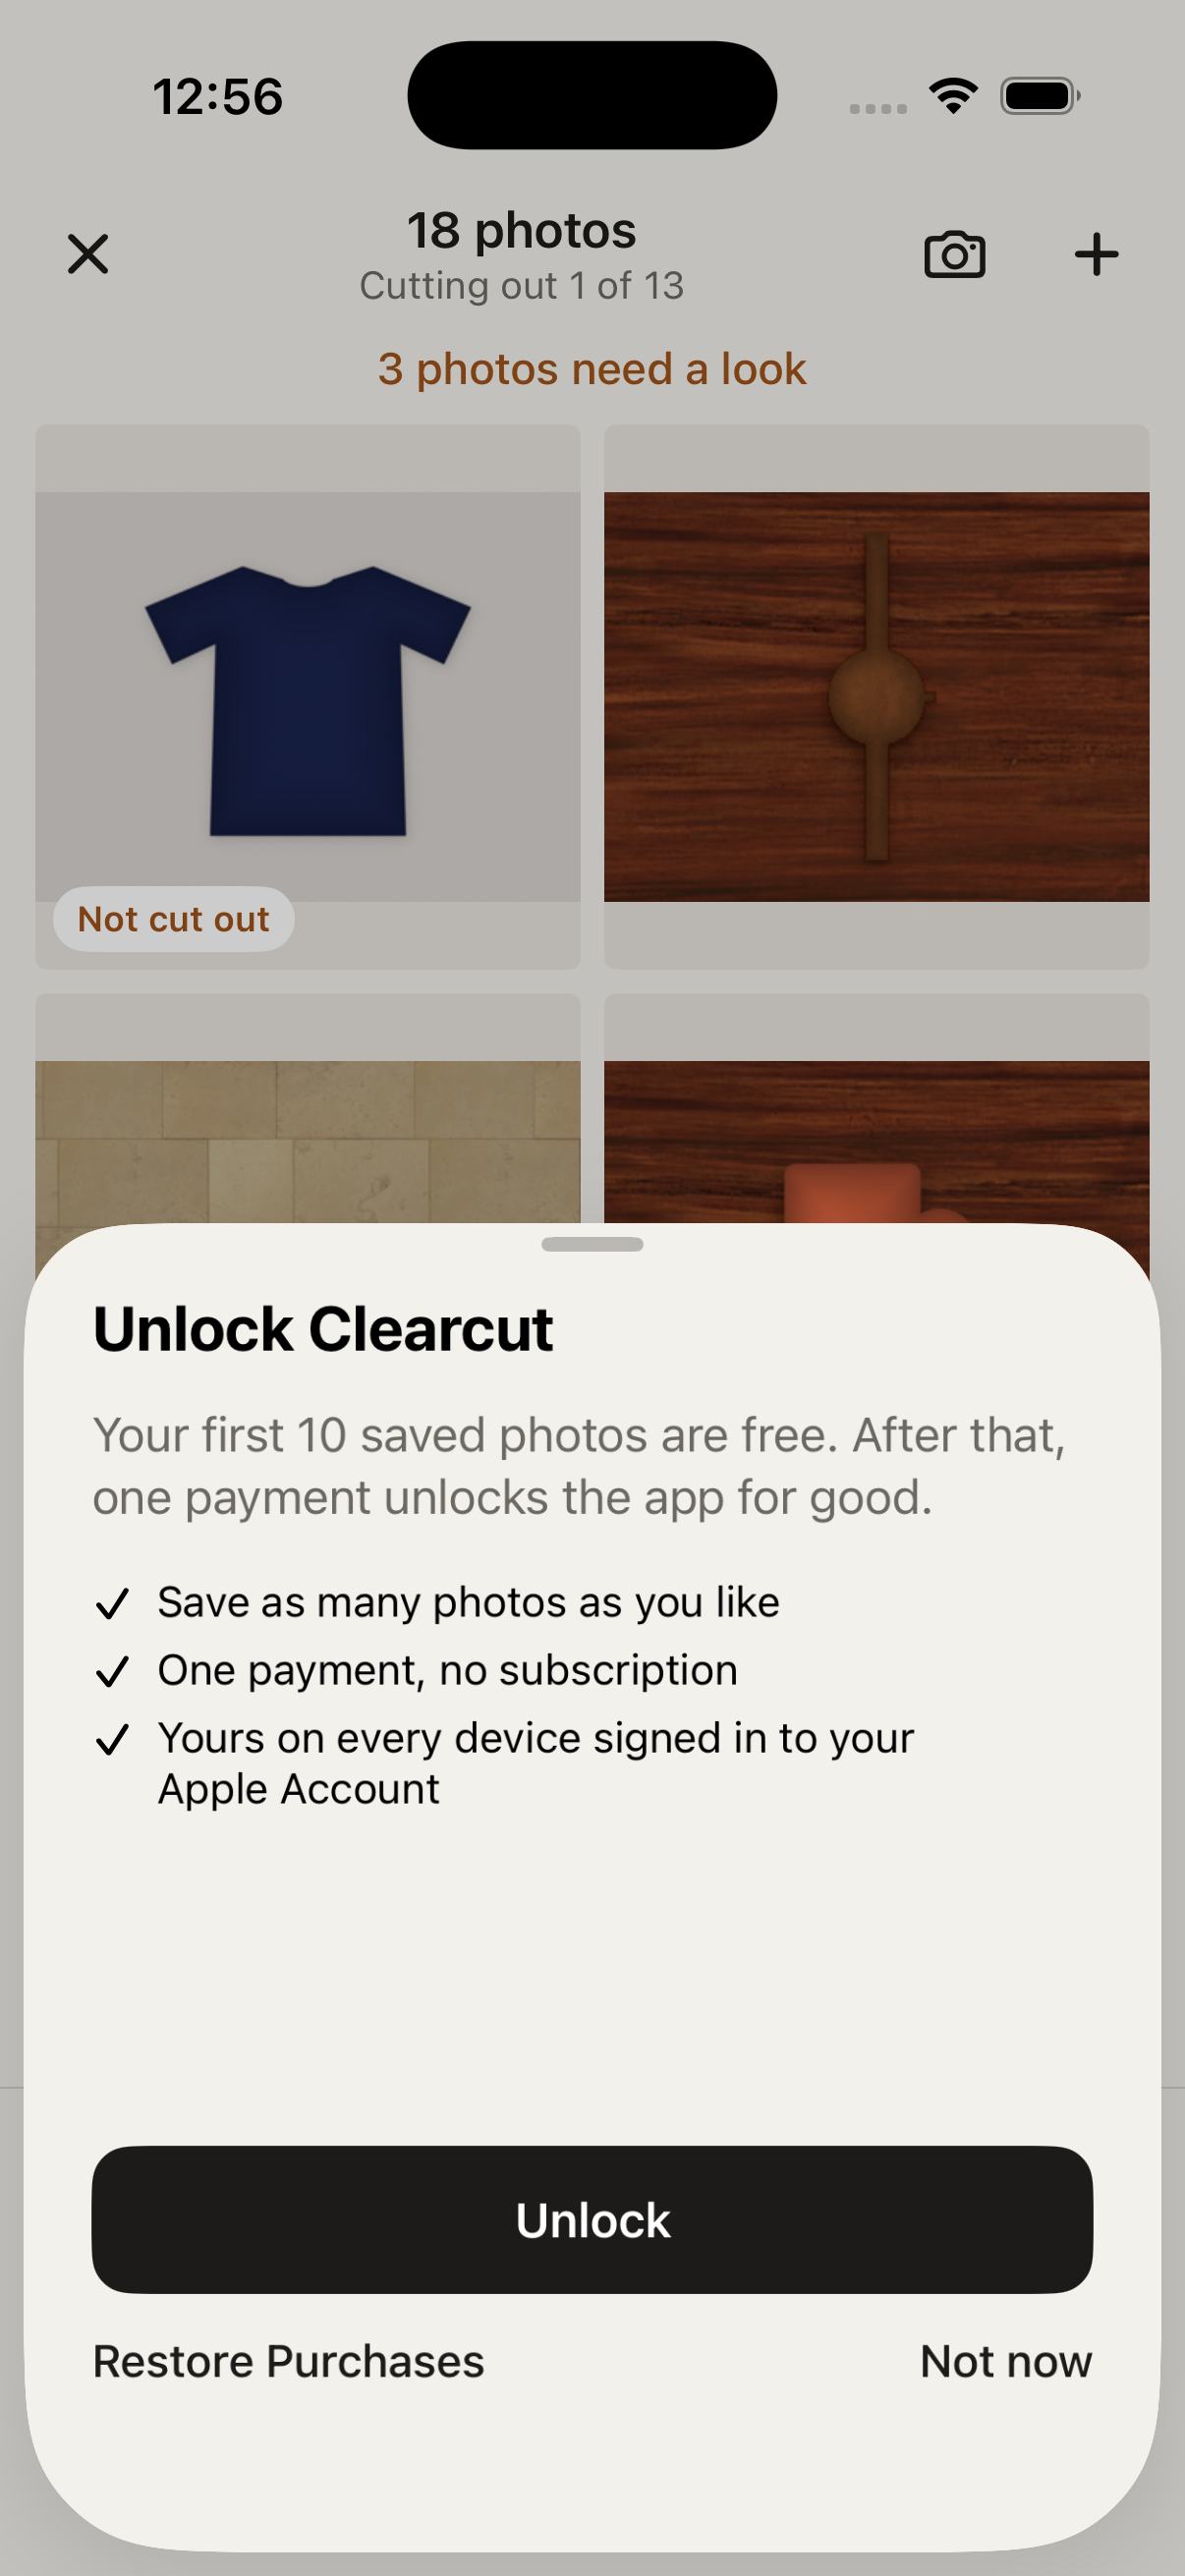 12:56
18 photos
Cutting out 1 of 13
3 photos need a look
Not cut out
Unlock Clearcut
Your first 10 saved photos are free. After that,
one payment unlocks the app for good.
Save as many photos as you like
One payment, no subscription
Yours on every device signed in to your
Apple Account
Unlock
Restore Purchases
Not now